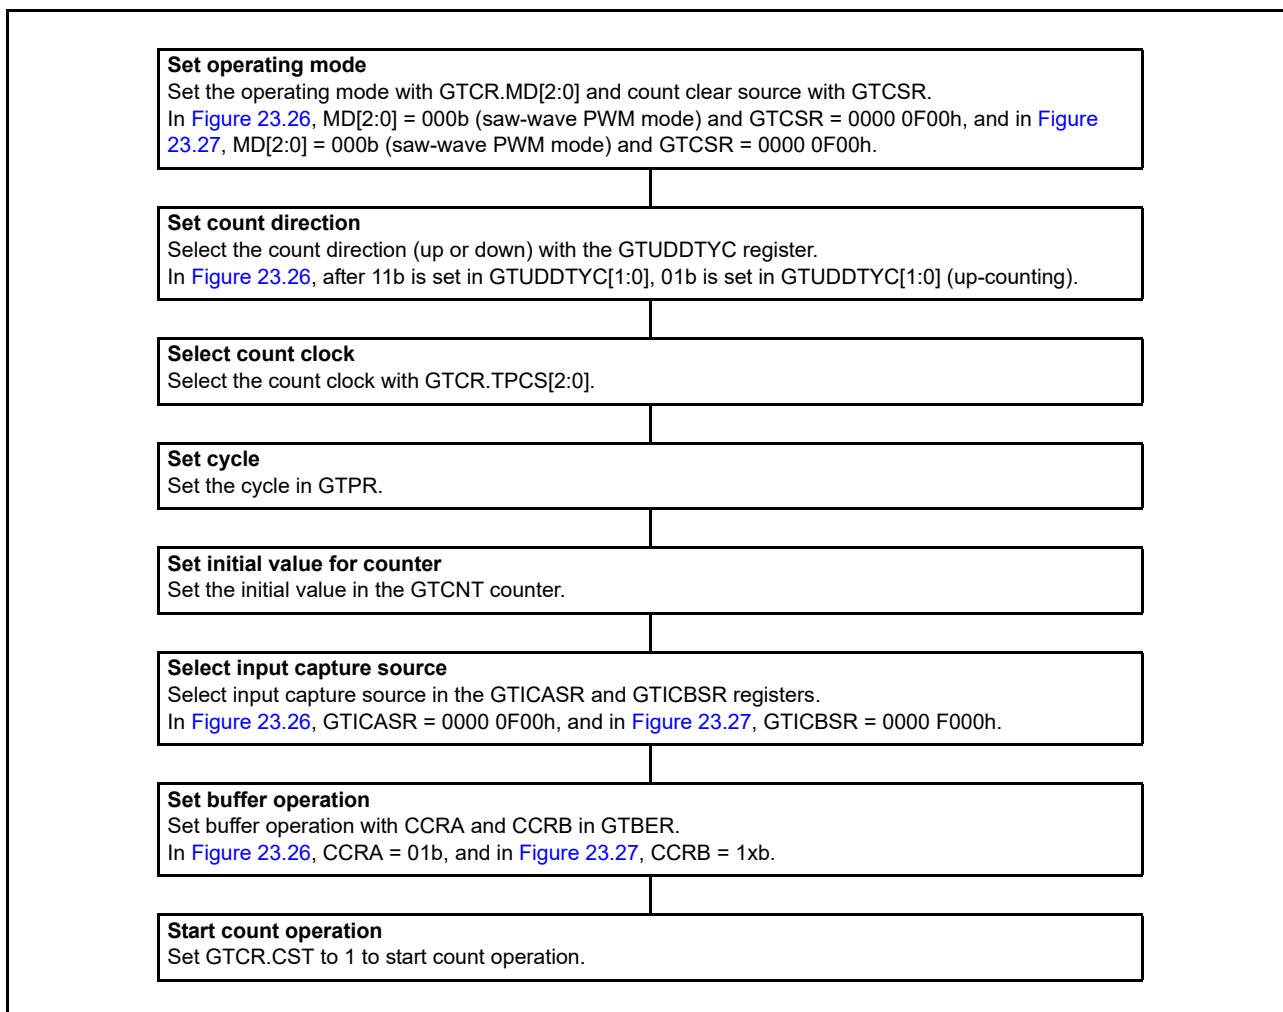 Set operating mode
Set the operating mode with GTCR.MD[2:0] and count clear source with GTCSR.
In Figure 23.26, MD[2:0] = 000b (saw-wave PWM mode) and GTCSR = 0000 0F00h, and in Figure
23.27, MD[2:0] = 000b (saw-wave PWM mode) and GTCSR = 0000 0F00h.
Set count direction
Select the count direction (up or down) with the GTUDDTYC register.
In Figure 23.26, after 11b is set in GTUDDTYC[1:0], 01b is set in GTUDDTYC[1:0] (up-counting).
Select count clock
Select the count clock with GTCR.TPCS[2:0].
Set cycle
Set the cycle in GTPR.
Set initial value for counter
Set the initial value in the GTCNT counter.
Select input capture source
Select input capture source in the GTICASR and GTICBSR registers.
In Figure 23.26, GTICASR = 0000 0F00h, and in Figure 23.27, GTICBSR = 0000 F000h.
Set buffer operation
Set buffer operation with CCRA and CCRB in GTBER.
In Figure 23.26, CCRA = 01b, and in Figure 23.27, CCRB = 1xb.
Start count operation
Set GTCR.CST to 1 to start count operation.